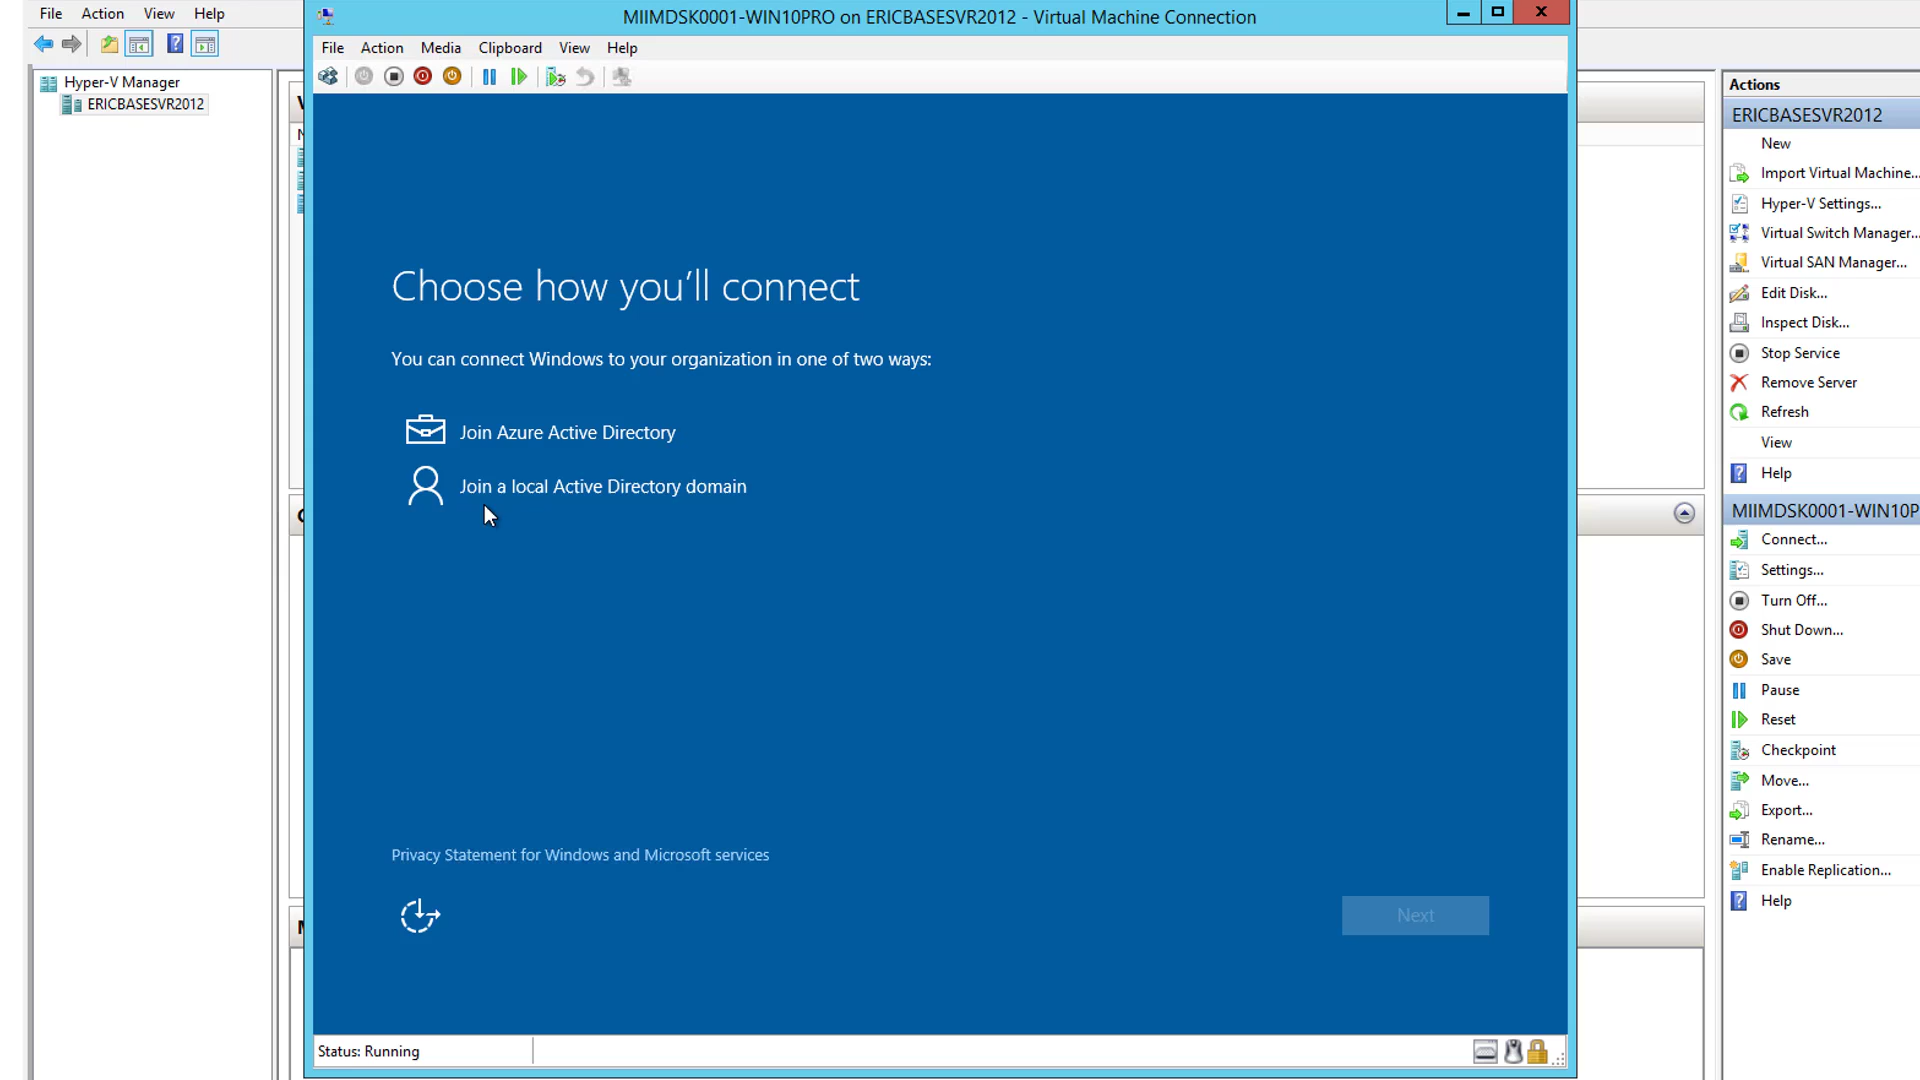 File Action View Help
Hyper-V Manager
ERICBASESVR2012
MIIMDSK0001-WIN10PRO on ERICBASESVR2012 - Virtual Machine Connection
File Action Media Clipboard View Help
Choose how you'll connect
You can connect Windows to your organization in one of two ways:
Join Azure Active Directory
Join a local Active Directory domain
Privacy Statement for Windows and Microsoft services
Next
Status: Running
Actions
ERICBASESVR2012
New
Import Virtual Machine...
Hyper-V Settings...
Virtual Switch Manager...
Virtual SAN Manager...
Edit Disk...
Inspect Disk...
Stop Service
Remove Server
Refresh
View
Help
MIIMDSK0001-WIN10P
Connect...
Settings...
Turn Off...
Shut Down...
Save
Pause
Reset
Checkpoint
Move...
Export...
Rename...
Enable Replication...
Help